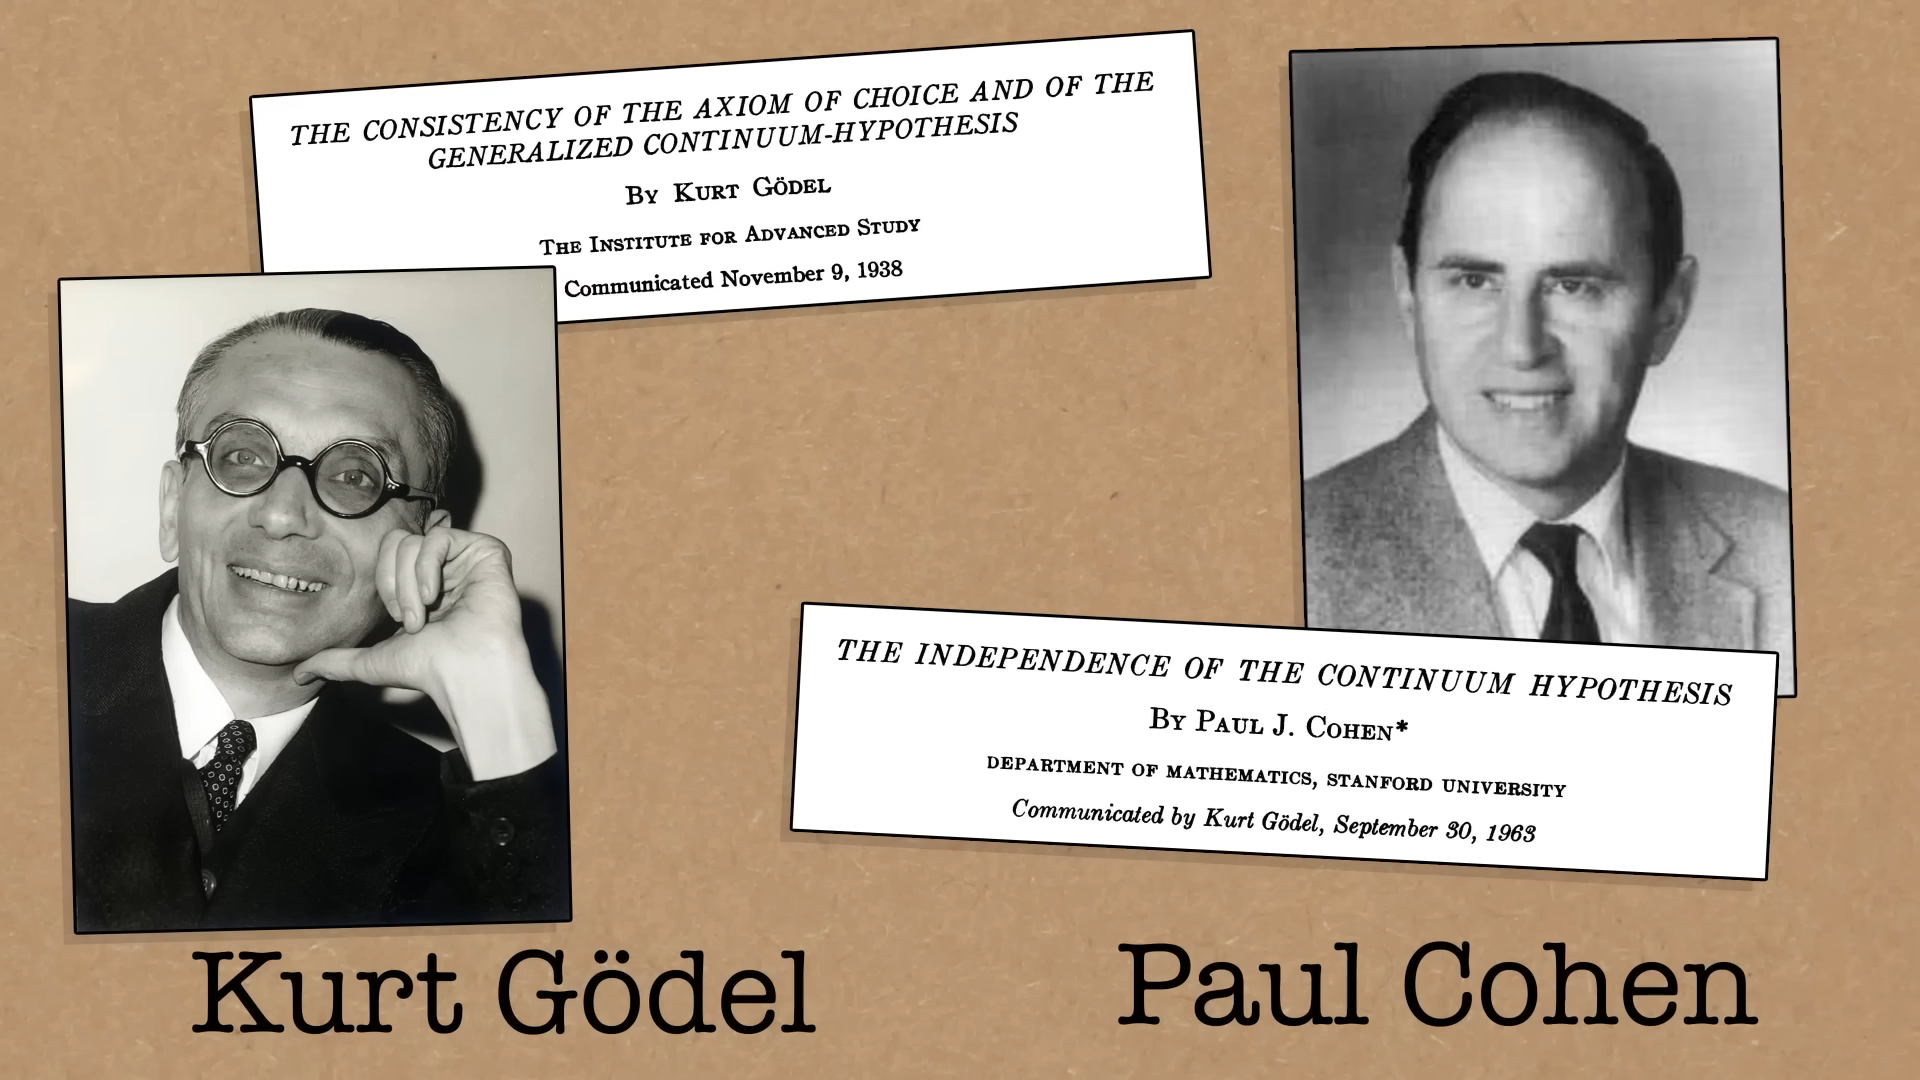 THE CONSISTENCY OF THE AXIOM OF CHOICE AND OF THE
GENERALIZED CONTINUUM-HYPOTHESIS
BY KURT GÖDEL
THE INSTITUTE FOR ADVANCED STUDY
Communicated November 9, 1938
THE INDEPENDENCE OF THE CONTINUUM HYPOTHESIS
BY PAUL J. COHEN*
DEPARTMENT OF MATHEMATICS, STANFORD UNIVERSITY
Communicated by Kurt Gödel, September 30, 1963
Kurt Gödel
Paul Cohen